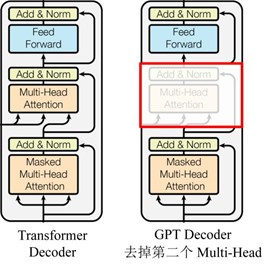 Add & Norm
Feed
Forward
Add & Norm
Multi-Head
Attention
Add & Norm
Masked
Multi-Head
Attention
Transformer
Decoder
Add & Norm
Feed
Forward
Add & Norm
Multi-Head
Attention
Add & Norm
Masked
Multi-Head
Attention
GPT Decoder
去掉第二个 Multi-Head